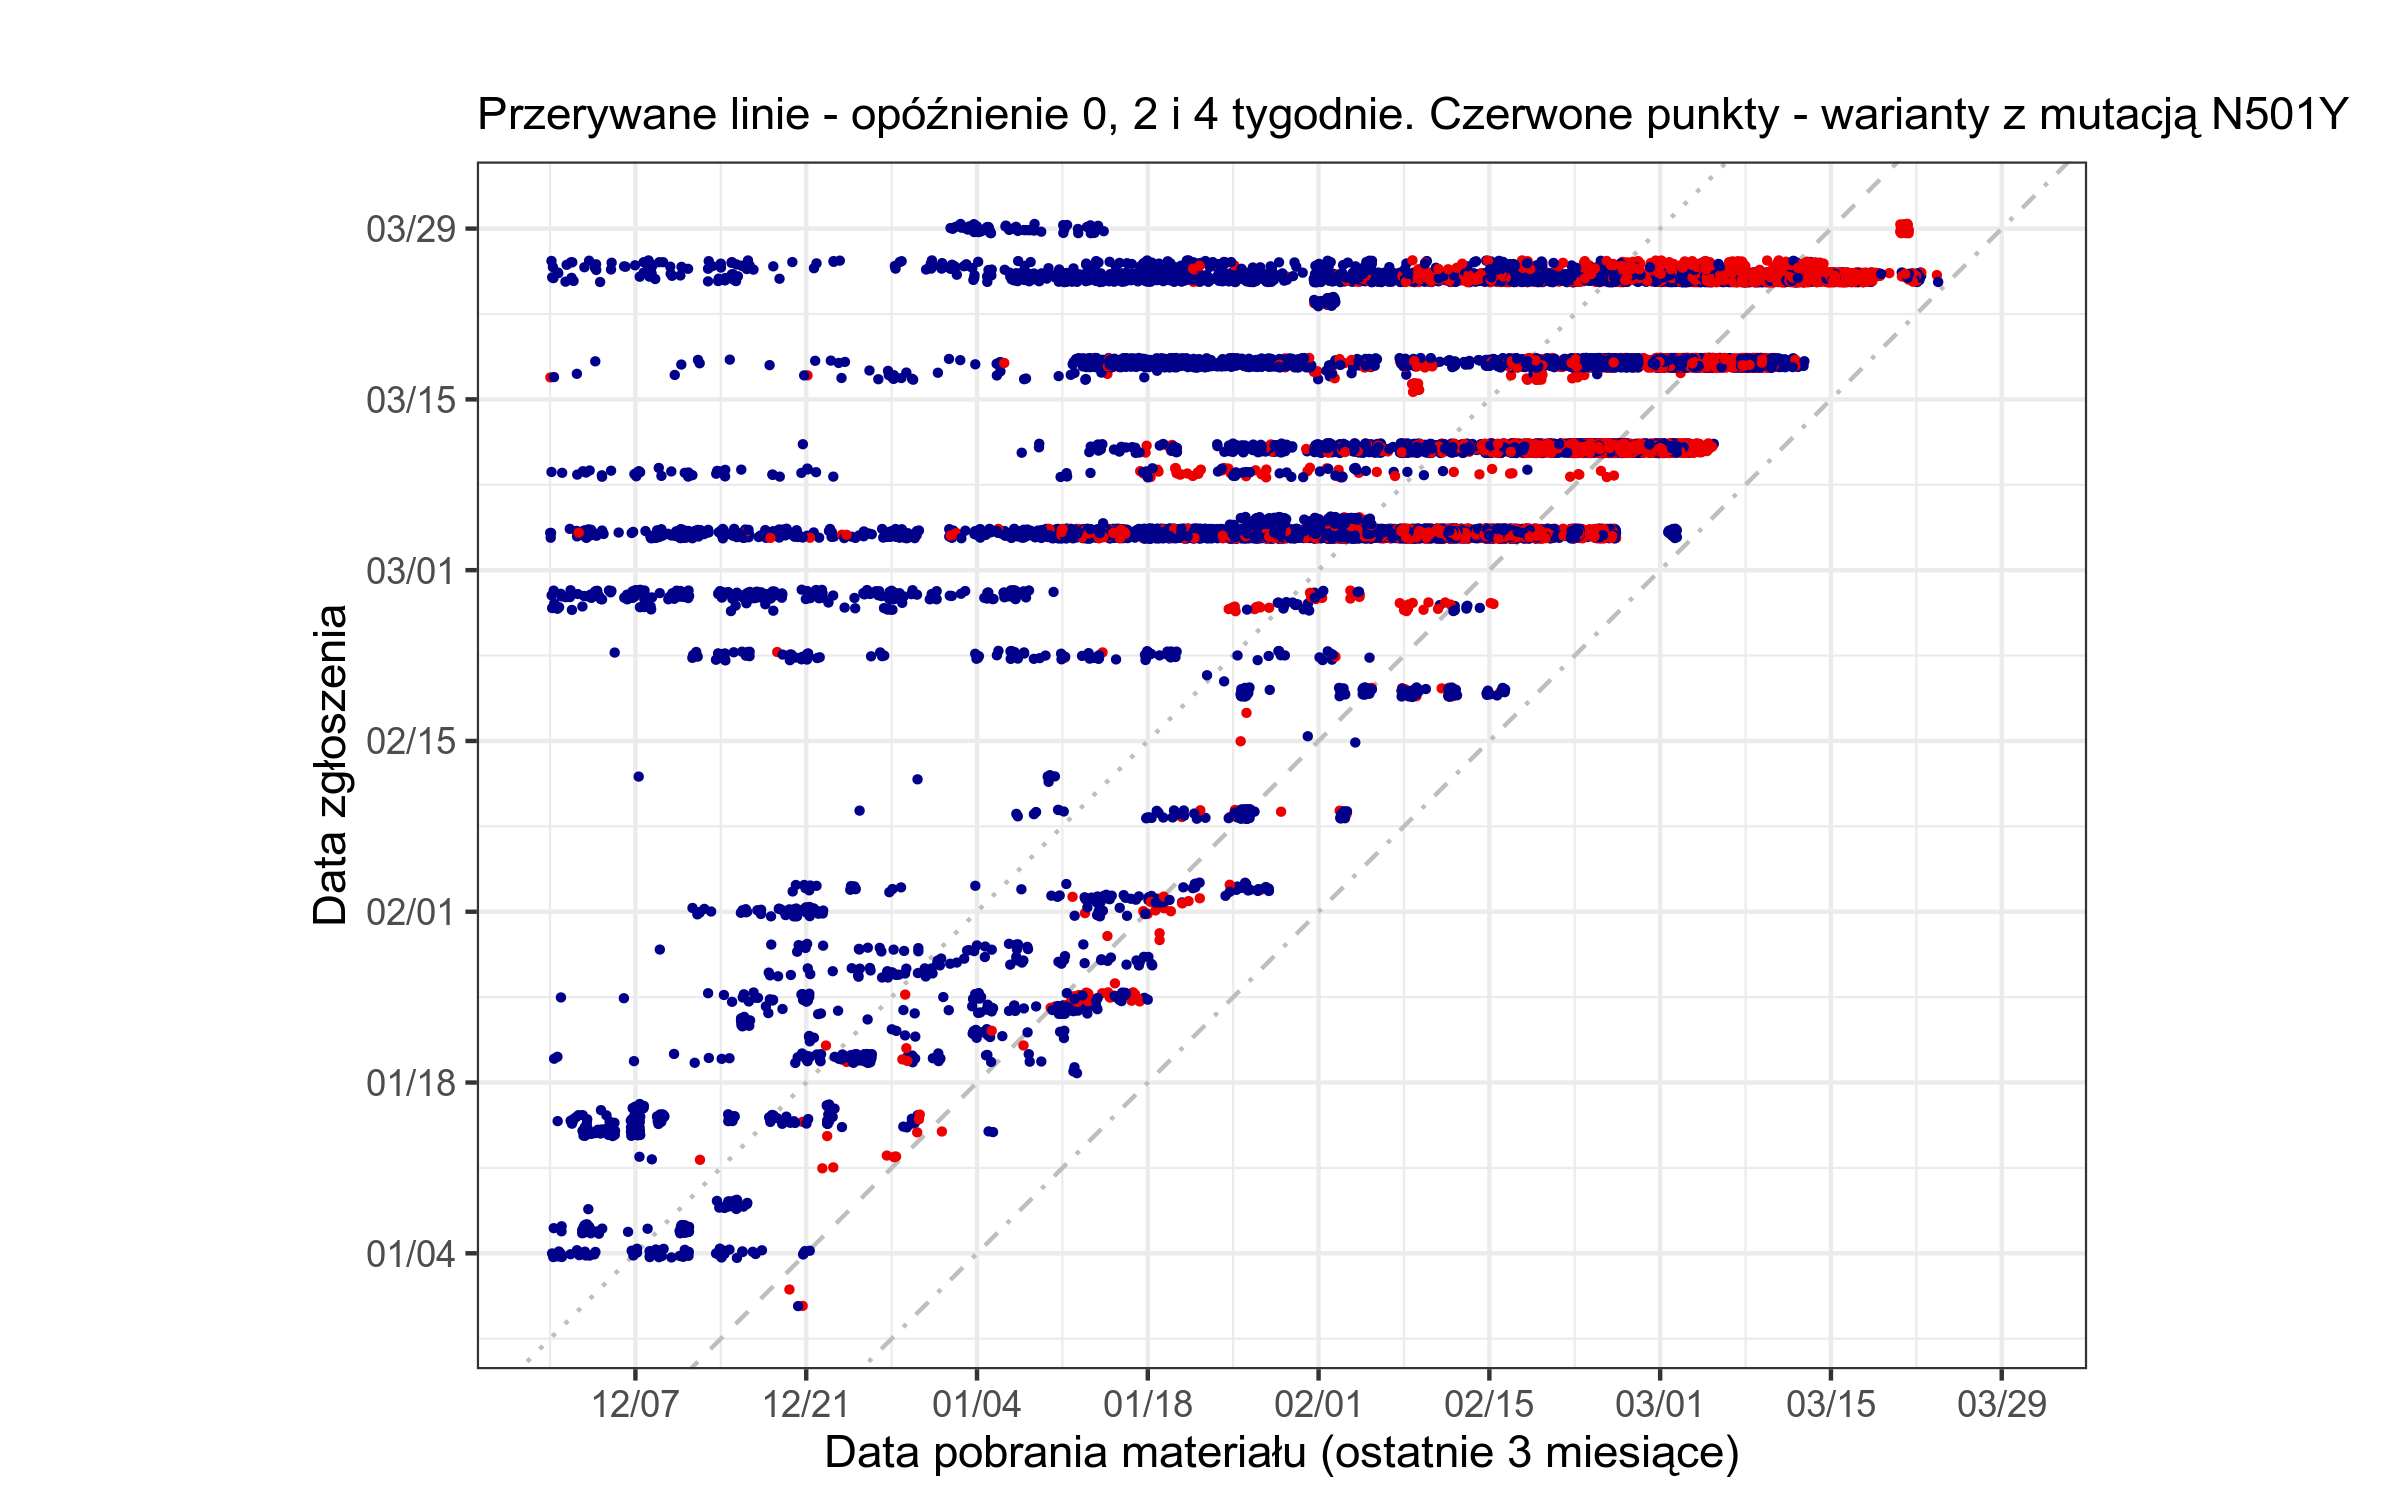 Przerywane linie - opóźnienie 0, 2 i 4 tygodnie. Czerwone punkty - warianty z mutacją N501Y
03/29
03/15
03/01
02/15
02/01
01/18
01/04
Data zgłoszenia
12/07 12/21 01/04 01/18 02/01 02/15 03/01 03/15 03/29
Data pobrania materiału (ostatnie 3 miesiące)